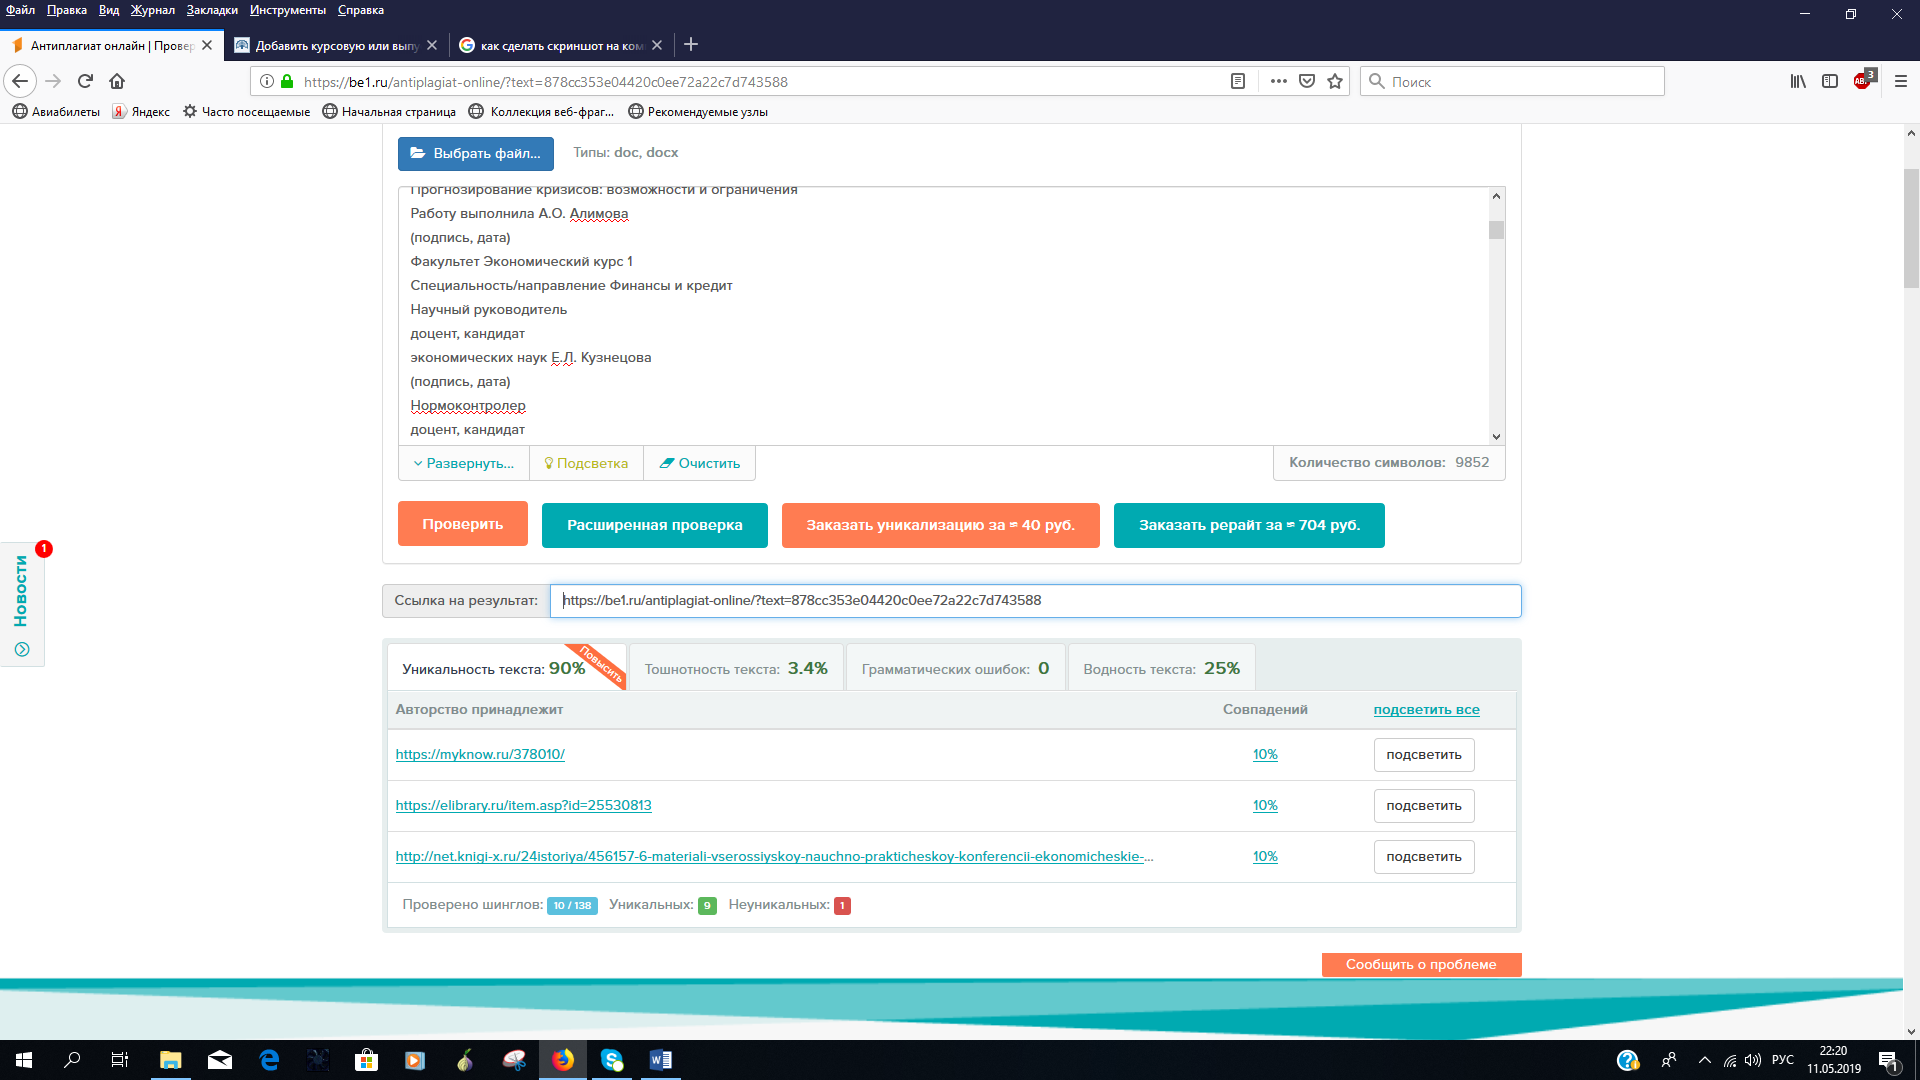 Файл Правка Вид Журнал Закладки Инструменты Справка
Антиплагиат онлайн | Провер
Добавить курсовую или выпу
как сделать скриншот на ком
https://be1.ru/antiplagiat-online/?text=878cc353e04420c0ee72a22c7d743588
Поиск
ABP 3
Авиабилеты Яндекс Часто посещаемые Начальная страница Коллекция веб-фраг... Рекомендуемые узлы
Выбрать файл... Типы: doc, docx
Прогнозирование кризисов: возможности и ограничения
Работу выполнила А.О. Алимова
(подпись, дата)
Факультет Экономический курс 1
Специальность/направление Финансы и кредит
Научный руководитель
доцент, кандидат
экономических наук Е.Л. Кузнецова
(подпись, дата)
Нормоконтролер
доцент, кандидат
Развернуть... Подсветка Очистить Количество символов: 9852
Проверить Расширенная проверка Заказать уникализацию за ≈ 40 руб. Заказать рерайт за ≈ 704 руб.
Новости 1
Ссылка на результат: https://be1.ru/antiplagiat-online/?text=878cc353e04420c0ee72a22c7d743588
Уникальность текста: 90% Повысить Тошнотность текста: 3.4% Грамматических ошибок: 0 Водность текста: 25%
Авторство принадлежит Совпадений подсветить все
https://myknow.ru/378010/ 10% подсветить
https://elibrary.ru/item.asp?id=25530813 10% подсветить
http://net.knigi-x.ru/24istoriya/456157-6-materiali-vserossiyskoy-nauchno-prakticheskoy-konferencii-ekonomicheskie-... 10% подсветить
Проверено шинглов: 10 / 138 Уникальных: 9 Неуникальных: 1
Сообщить о проблеме
РУС
22:20
11.05.2019
1